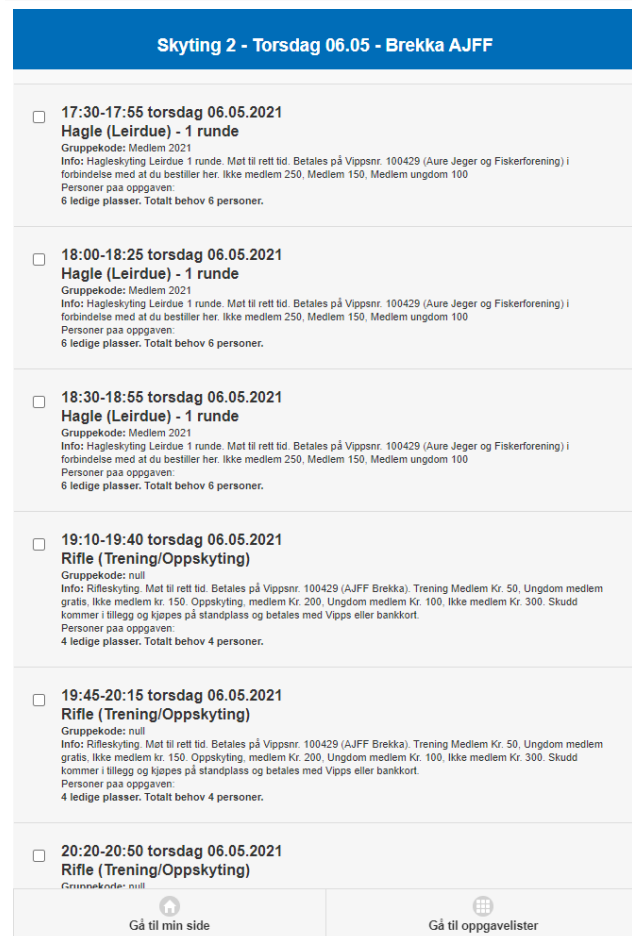 Skyting 2 - Torsdag 06.05 - Brekka AJFF
17:30-17:55 torsdag 06.05.2021
Hagle (Leirdue) - 1 runde
Gruppekode: Medlem 2021
Info: Hagleskyting Leirdue 1 runde. Møt til rett tid. Betales på Vippsnr. 100429 (Aure Jeger og Fiskerforening) i
forbindelse med at du bestiller her. Ikke medlem 250, Medlem 150, Medlem ungdom 100
Personer paa oppgaven:
6 ledige plasser. Totalt behov 6 personer.
18:00-18:25 torsdag 06.05.2021
Hagle (Leirdue) - 1 runde
Gruppekode: Medlem 2021
Info: Hagleskyting Leirdue 1 runde. Møt til rett tid. Betales på Vippsnr. 100429 (Aure Jeger og Fiskerforening) i
forbindelse med at du bestiller her. Ikke medlem 250, Medlem 150, Medlem ungdom 100
Personer paa oppgaven:
6 ledige plasser. Totalt behov 6 personer.
18:30-18:55 torsdag 06.05.2021
Hagle (Leirdue) - 1 runde
Gruppekode: Medlem 2021
Info: Hagleskyting Leirdue 1 runde. Møt til rett tid. Betales på Vippsnr. 100429 (Aure Jeger og Fiskerforening) i
forbindelse med at du bestiller her. Ikke medlem 250, Medlem 150, Medlem ungdom 100
Personer paa oppgaven:
6 ledige plasser. Totalt behov 6 personer.
19:10-19:40 torsdag 06.05.2021
Rifle (Trening/Oppskyting)
Gruppekode: null
Info: Rifleskyting. Møt til rett tid. Betales på Vippsnr. 100429 (AJFF Brekka). Trening Medlem Kr. 50, Ungdom medlem
gratis, Ikke medlem kr. 150. Oppskyting, medlem Kr. 200, Ungdom medlem Kr. 100, Ikke medlem Kr. 300. Skudd
kommer i tillegg og kjøpes på standplass og betales med Vipps eller bankkort.
Personer paa oppgaven:
4 ledige plasser. Totalt behov 4 personer.
19:45-20:15 torsdag 06.05.2021
Rifle (Trening/Oppskyting)
Gruppekode: null
Info: Rifleskyting. Møt til rett tid. Betales på Vippsnr. 100429 (AJFF Brekka). Trening Medlem Kr. 50, Ungdom medlem
gratis, Ikke medlem kr. 150. Oppskyting, medlem Kr. 200, Ungdom medlem Kr. 100, Ikke medlem Kr. 300. Skudd
kommer i tillegg og kjøpes på standplass og betales med Vipps eller bankkort.
Personer paa oppgaven:
4 ledige plasser. Totalt behov 4 personer.
20:20-20:50 torsdag 06.05.2021
Rifle (Trening/Oppskyting)
Gruppekode: null
Gå til min side
Gå til oppgavelister